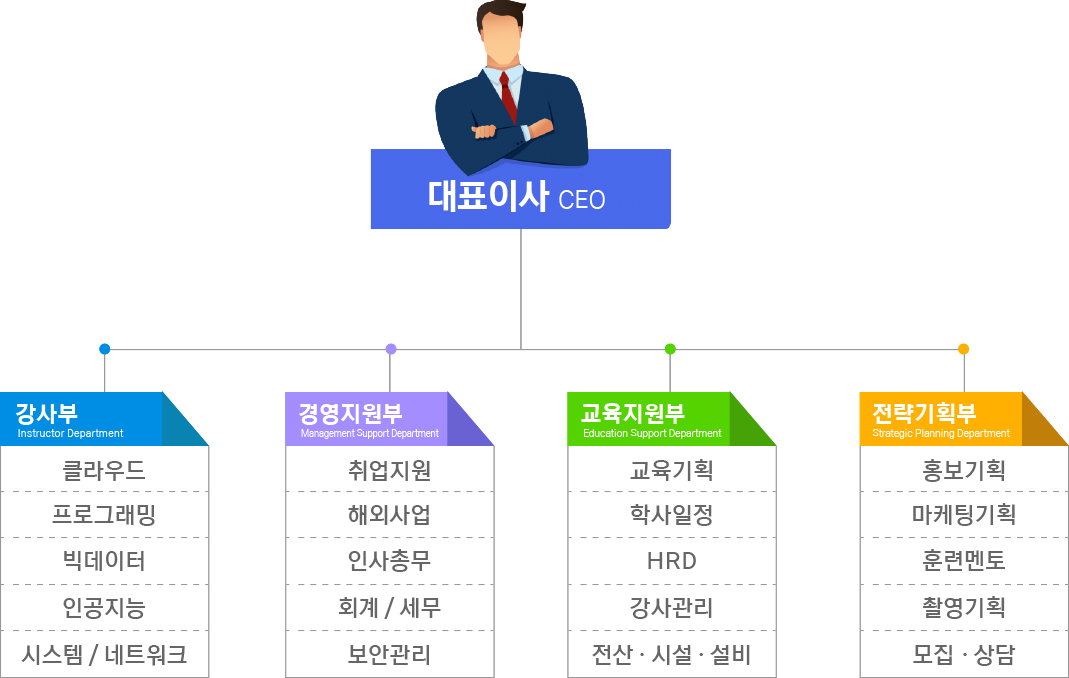 대표이사 CEO
강사부
Instructor Department
클라우드
프로그래밍
빅데이터
인공지능
시스템 / 네트워크
경영지원부
Management Support Department
취업지원
해외사업
인사총무
회계 / 세무
보안관리
교육지원부
Education Support Department
교육기획
학사일정
HRD
강사관리
전산 · 시설 · 설비
전략기획부
Strategic Planning Department
홍보기획
마케팅기획
훈련멘토
촬영기획
모집 · 상담